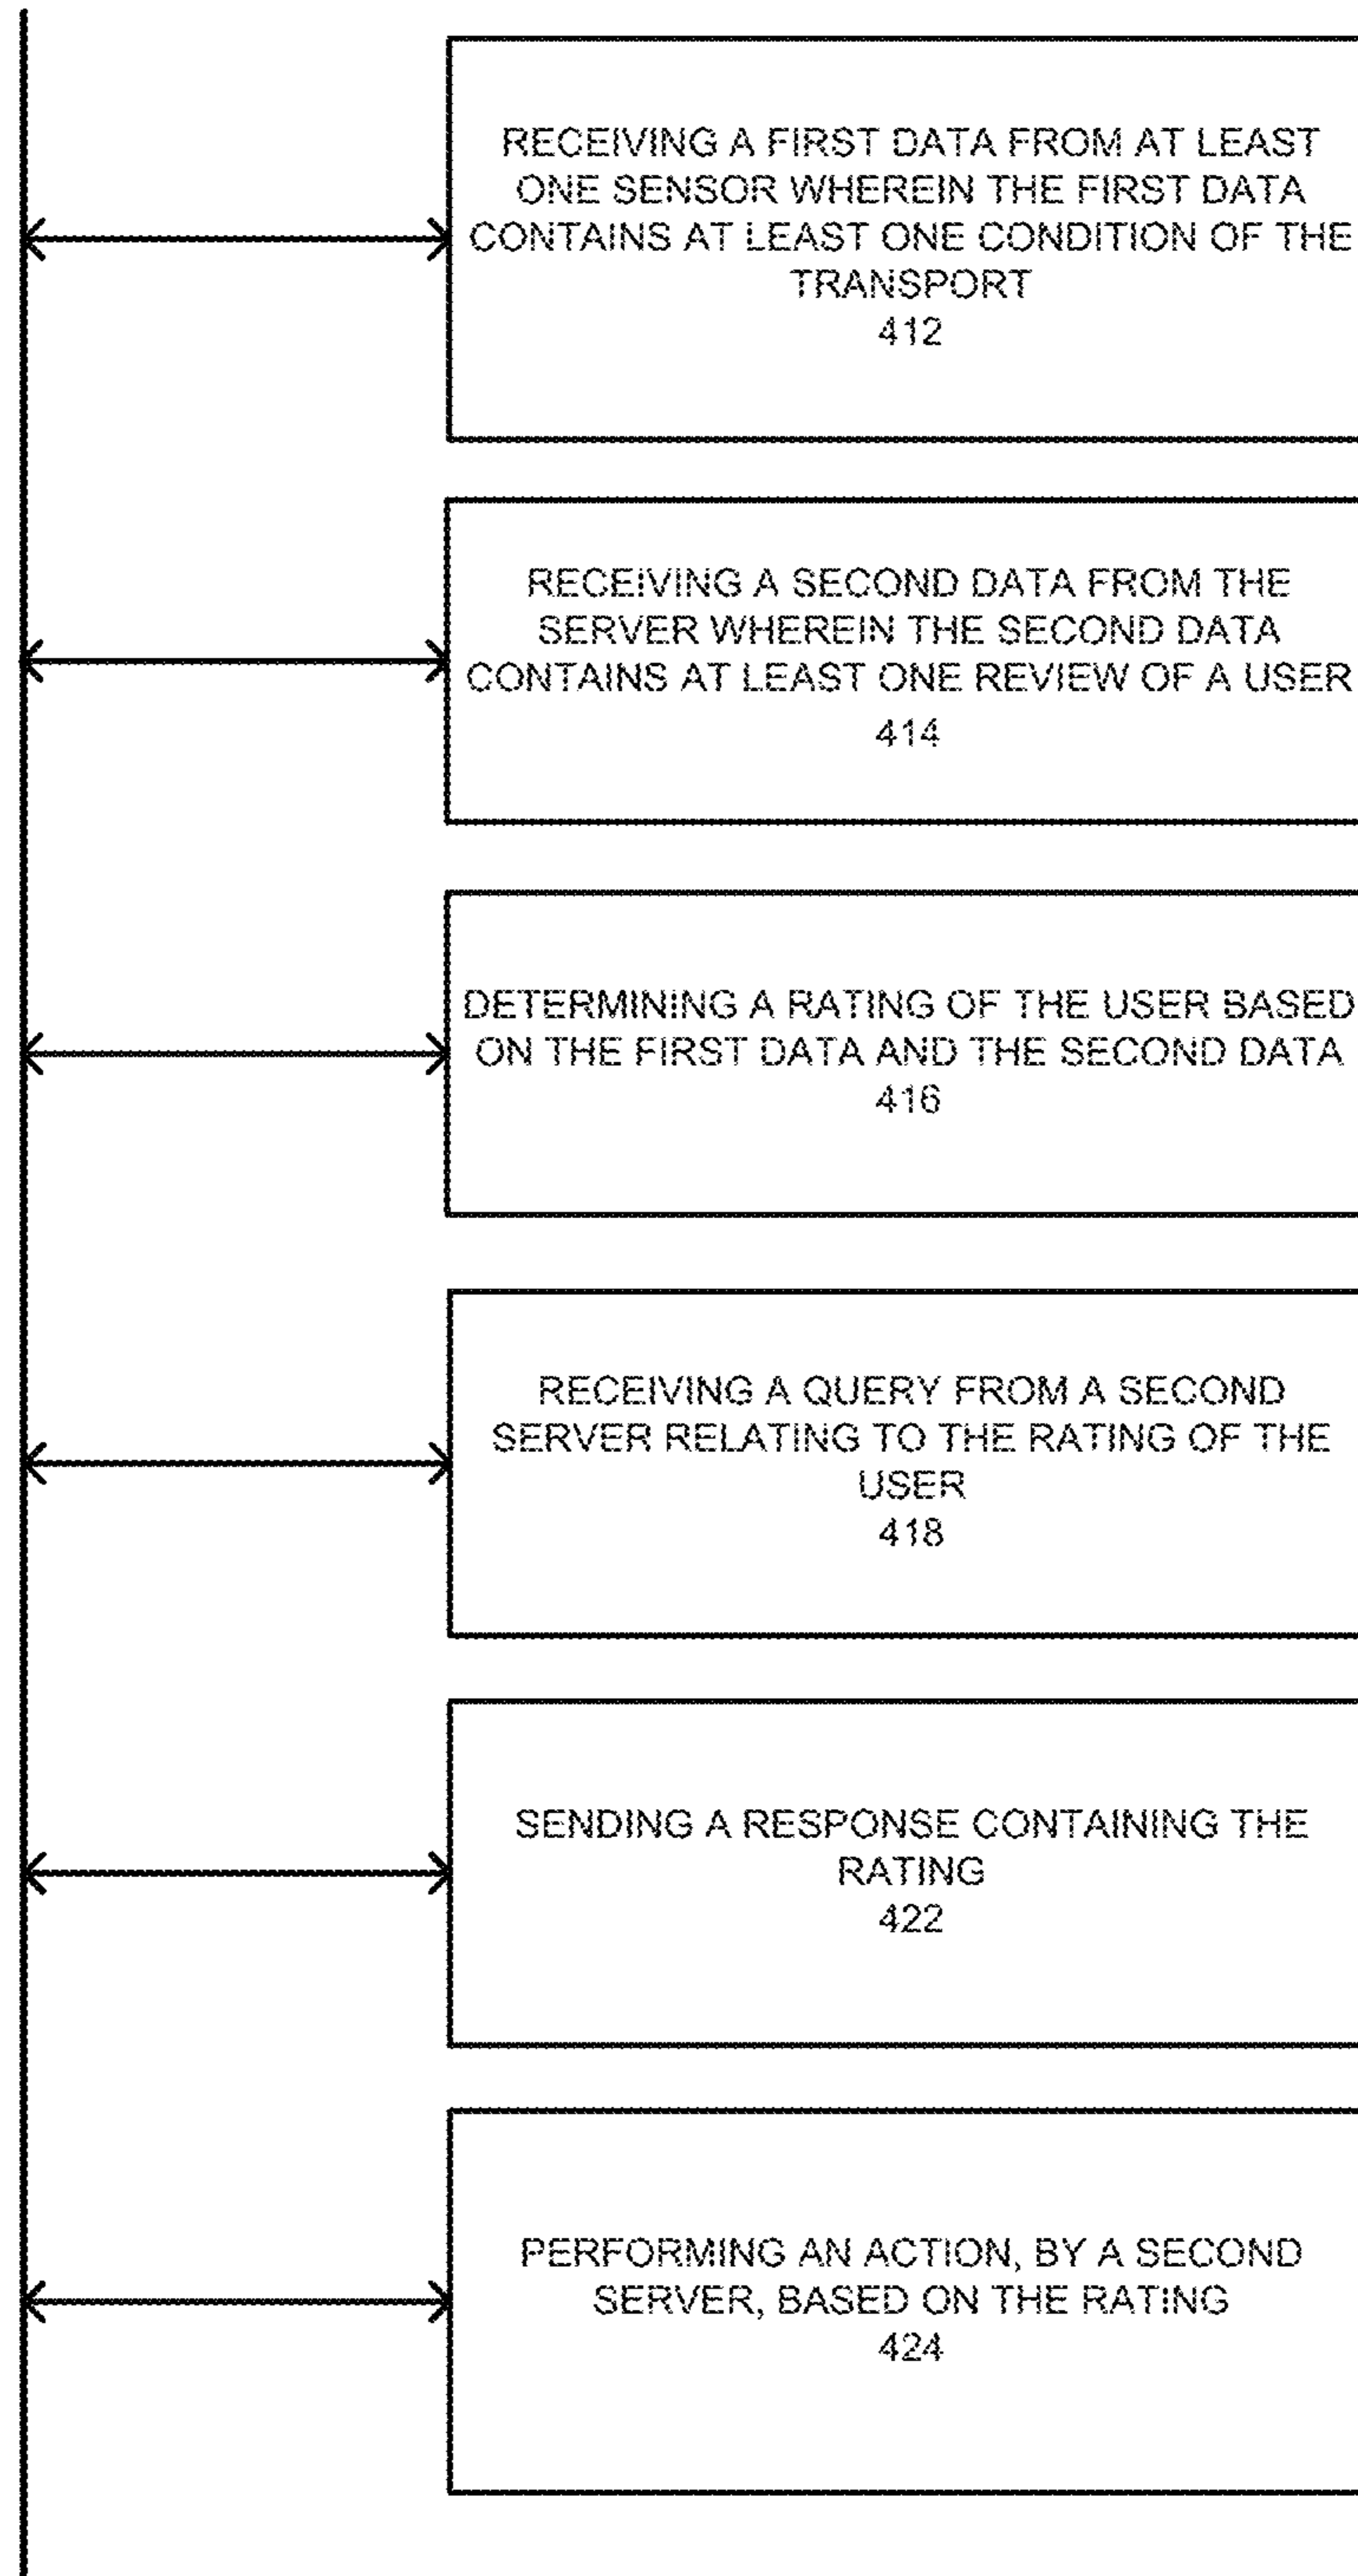 RECEIVING A FIRST DATA FROM AT LEAST
ONE SENSOR WHEREIN THE FIRST DATA
CONTAINS AT LEAST ONE CONDITION OF THE
TRANSPORT
412
RECEIVING A SECOND DATA FROM THE
SERVER WHEREIN THE SECOND DATA
CONTAINS AT LEAST ONE REVIEW OF A USER
414
DETERMINING A RATING OF THE USER BASED
ON THE FIRST DATA AND THE SECOND DATA
416
RECEIVING A QUERY FROM A SECOND
SERVER RELATING TO THE RATING OF THE
USER
418
SENDING A RESPONSE CONTAINING THE
RATING
422
PERFORMING AN ACTION, BY A SECOND
SERVER, BASED ON THE RATING
424